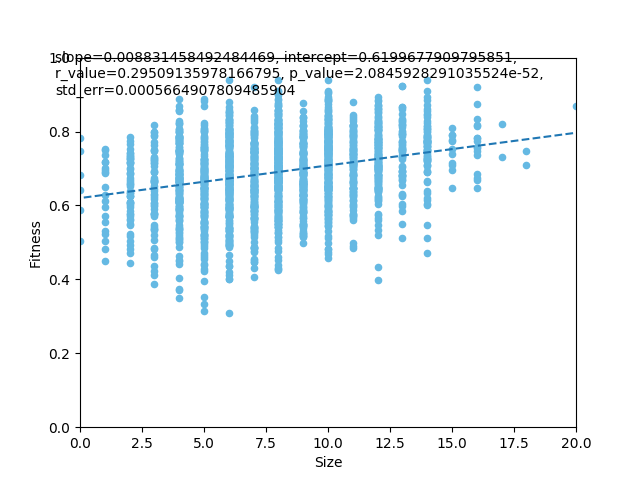 slope=0.008831458492484469, intercept=0.6199677909795851,
r_value=0.29509135978166795, p_value=2.0845928291035524e-52,
std_err=0.0005664907809485904
1.0
0.8
0.6
0.4
0.2
0.0
Fitness
0.0 2.5 5.0 7.5 10.0 12.5 15.0 17.5 20.0
Size